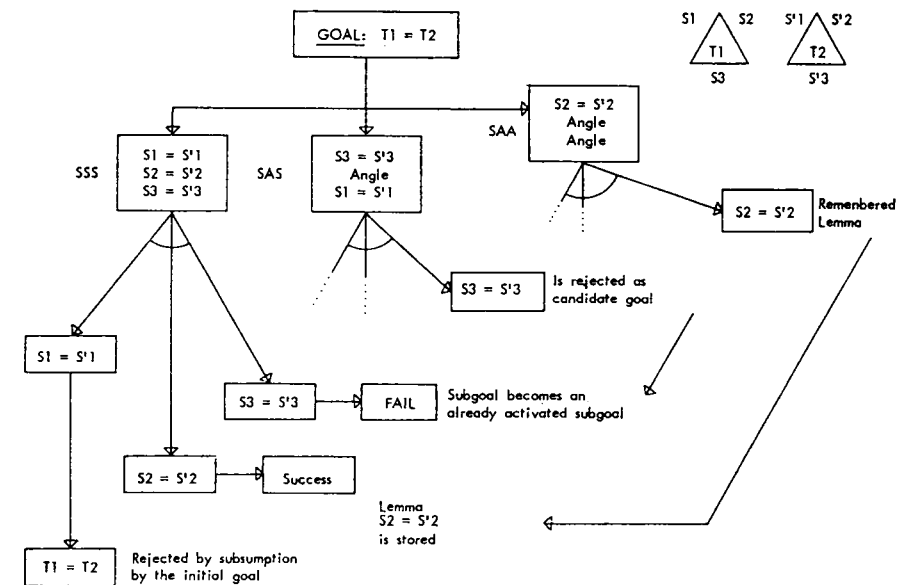 GOAL: T1 = T2
S1 S2 S'1 S'2
T1 T2
S3 S'3
SSS
S1 = S'1
S2 = S'2
S3 = S'3
SAS
S3 = S'3
Angle
S1 = S'1
SAA
S2 = S'2
Angle
Angle
S2 = S'2
Remenbered
Lemma
S3 = S'3
Is rejected as
candidate goal
S1 = S'1
S3 = S'3
FAIL
Subgoal becomes an
already activated subgoal
S2 = S'2
Success
Lemma
S2 = S'2
is stored
T1 = T2
Rejected by subsumption
by the initial goal